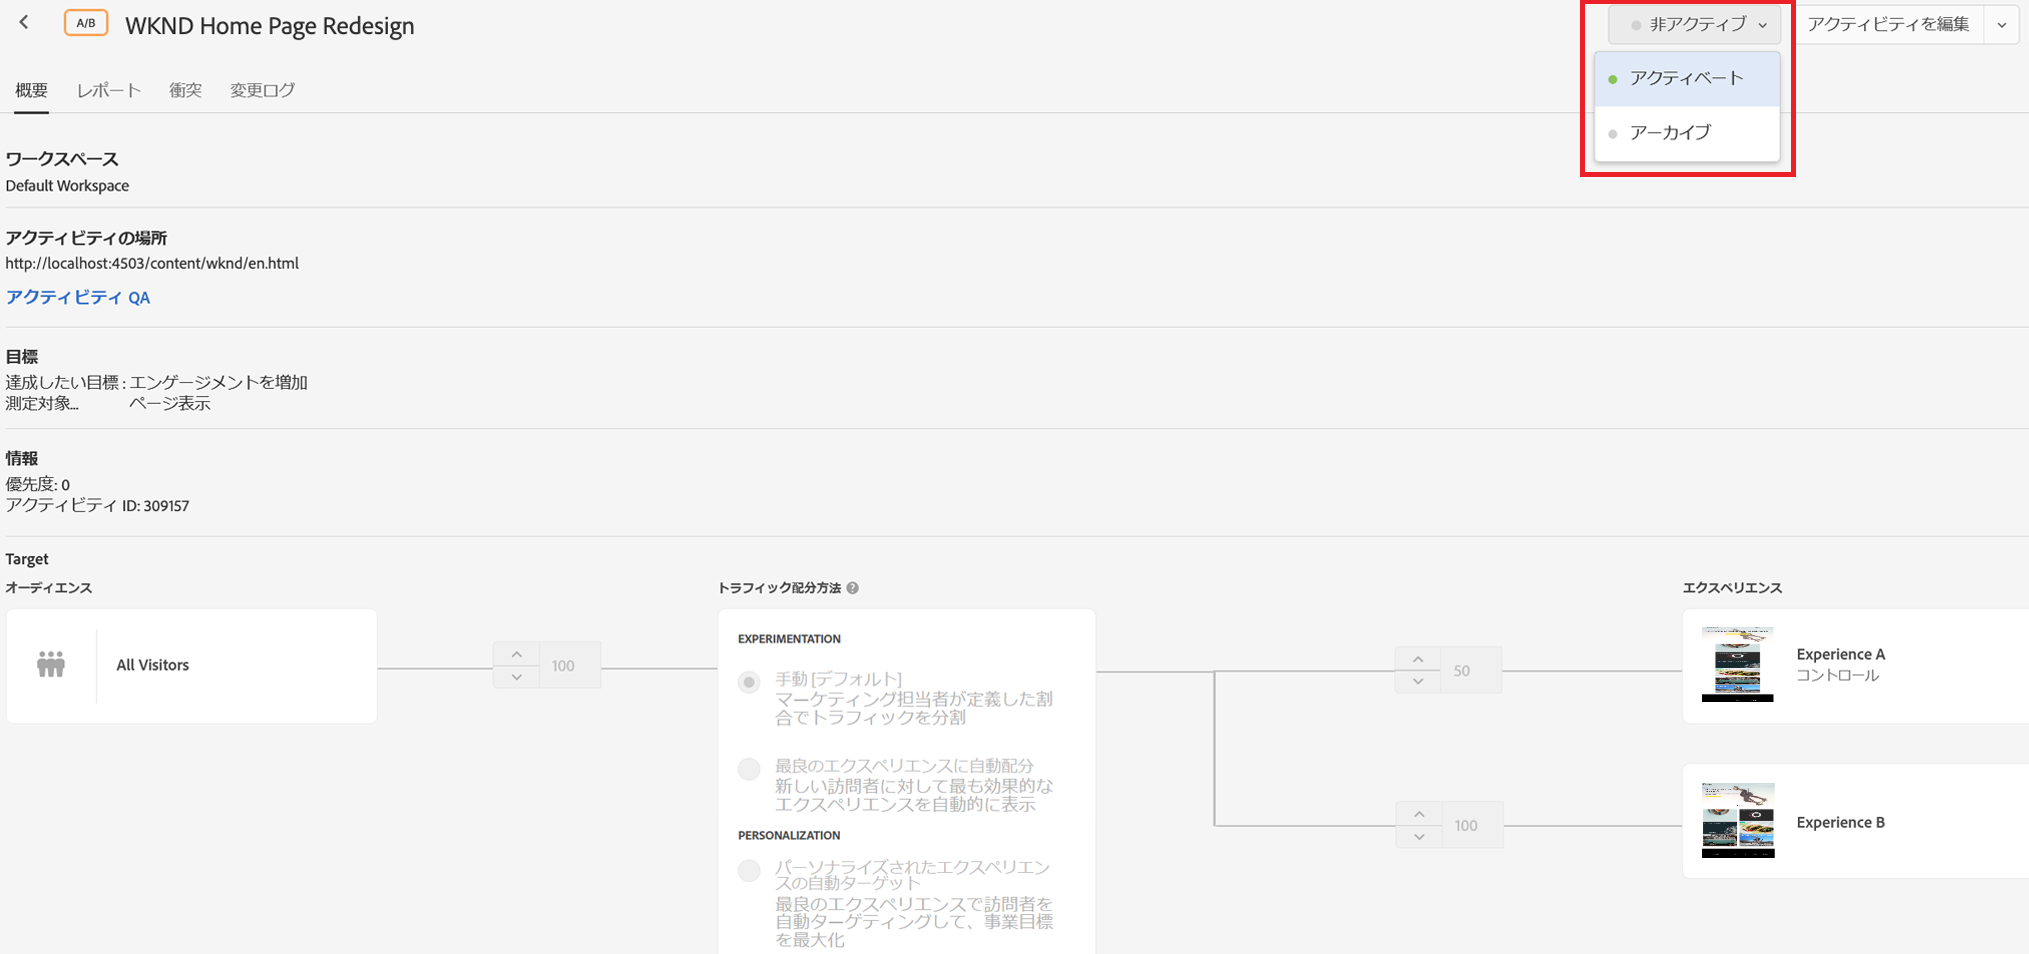 A/B
WKND Home Page Redesign
非アクティブ
アクティビティを編集
アクティベート
アーカイブ
概要
レポート
衝突
変更ログ
ワークスペース
Default Workspace
アクティビティの場所
http://localhost:4503/content/wknd/en.html
アクティビティ QA
目標
達成したい目標 : エンゲージメントを増加
測定対象... ページ表示
情報
優先度: 0
アクティビティ ID: 309157
Target
オーディエンス
トラフィック配分方法 ?
エクスペリエンス
All Visitors
100
EXPERIMENTATION
手動 [デフォルト]
マーケティング担当者が定義した割
合でトラフィックを分割
最良のエクスペリエンスに自動配分
新しい訪問者に対して最も効果的な
エクスペリエンスを自動的に表示
PERSONALIZATION
パーソナライズされたエクスペリエン
スの自動ターゲット
最良のエクスペリエンスで訪問者を
自動ターゲティングして、事業目標
を最大化
50
Experience A
コントロール
100
Experience B